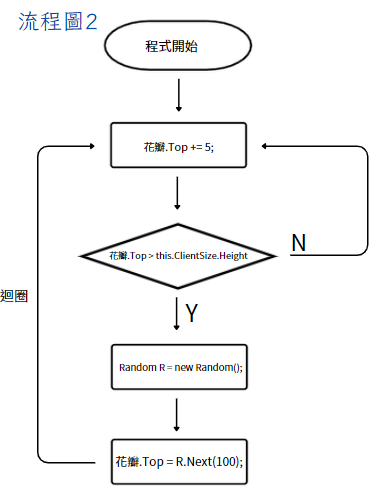 流程圖2
程式開始
花瓣.Top += 5;
花瓣.Top > this.ClientSize.Height
N
迴圈
Y
Random R = new Random();
花瓣.Top = R.Next(100);